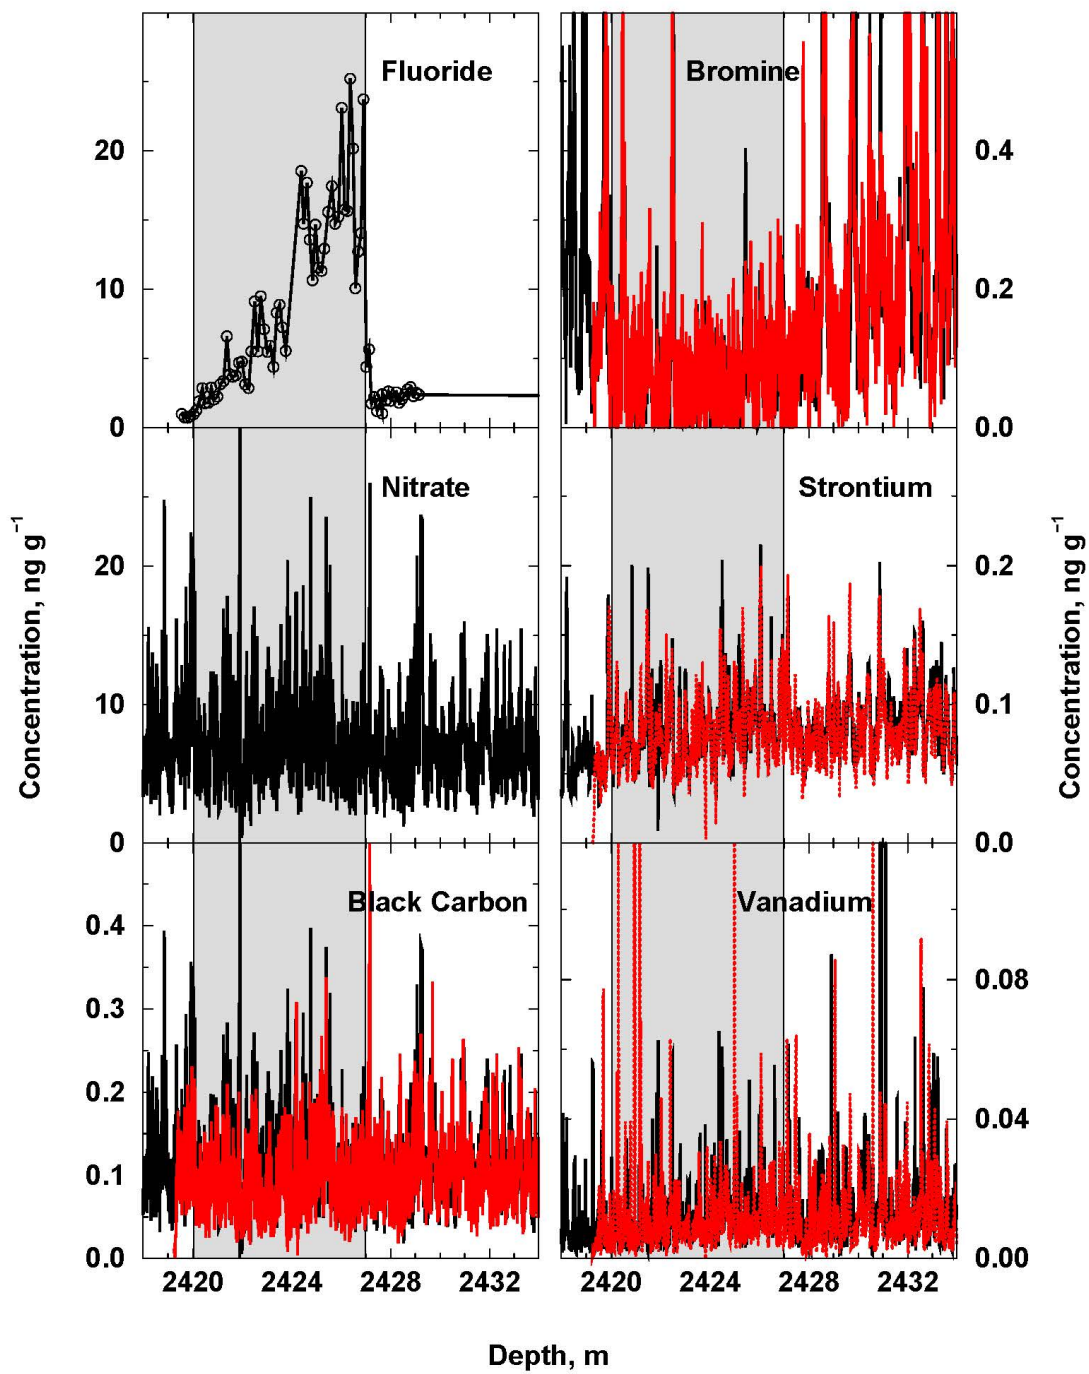 Fluoride
Bromine
20
10
0
0.4
0.2
0.0
Nitrate
Strontium
20
10
0
0.2
0.1
0.0
Black Carbon
Vanadium
0.4
0.3
0.2
0.1
0.0
0.08
0.04
0.00
2420 2424 2428 2432
2420 2424 2428 2432
Concentration, ng g⁻¹
Concentration, ng g⁻¹
Depth, m